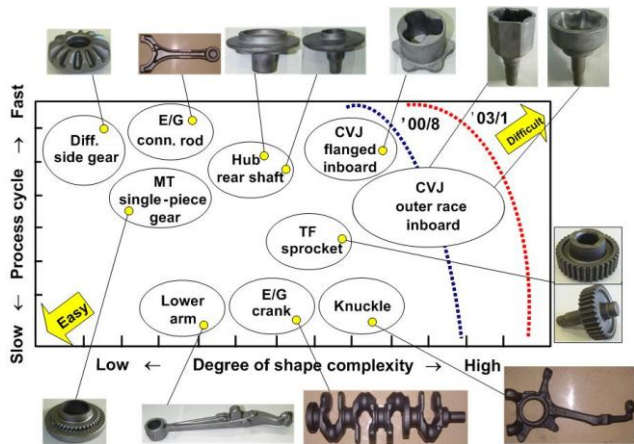 Slow ← Process cycle → Fast
Diff.
side gear
E/G
conn. rod
MT
single-piece
gear
Hub
rear shaft
CVJ
flanged
inboard
'00/8
'03/1
Difficult
CVJ
outer race
inboard
TF
sprocket
Easy
Lower
arm
E/G
crank
Knuckle
Low ← Degree of shape complexity → High